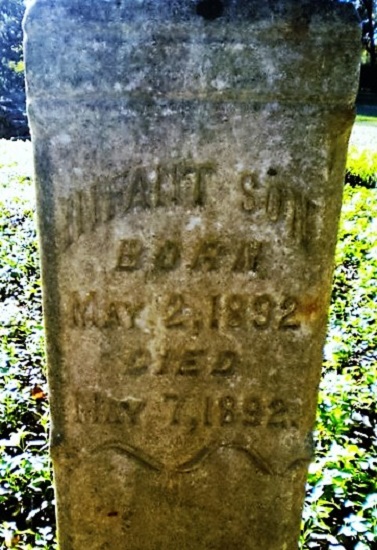 INFANT SON
BORN
MAY 2, 1892
DIED
MAY 7, 1892.